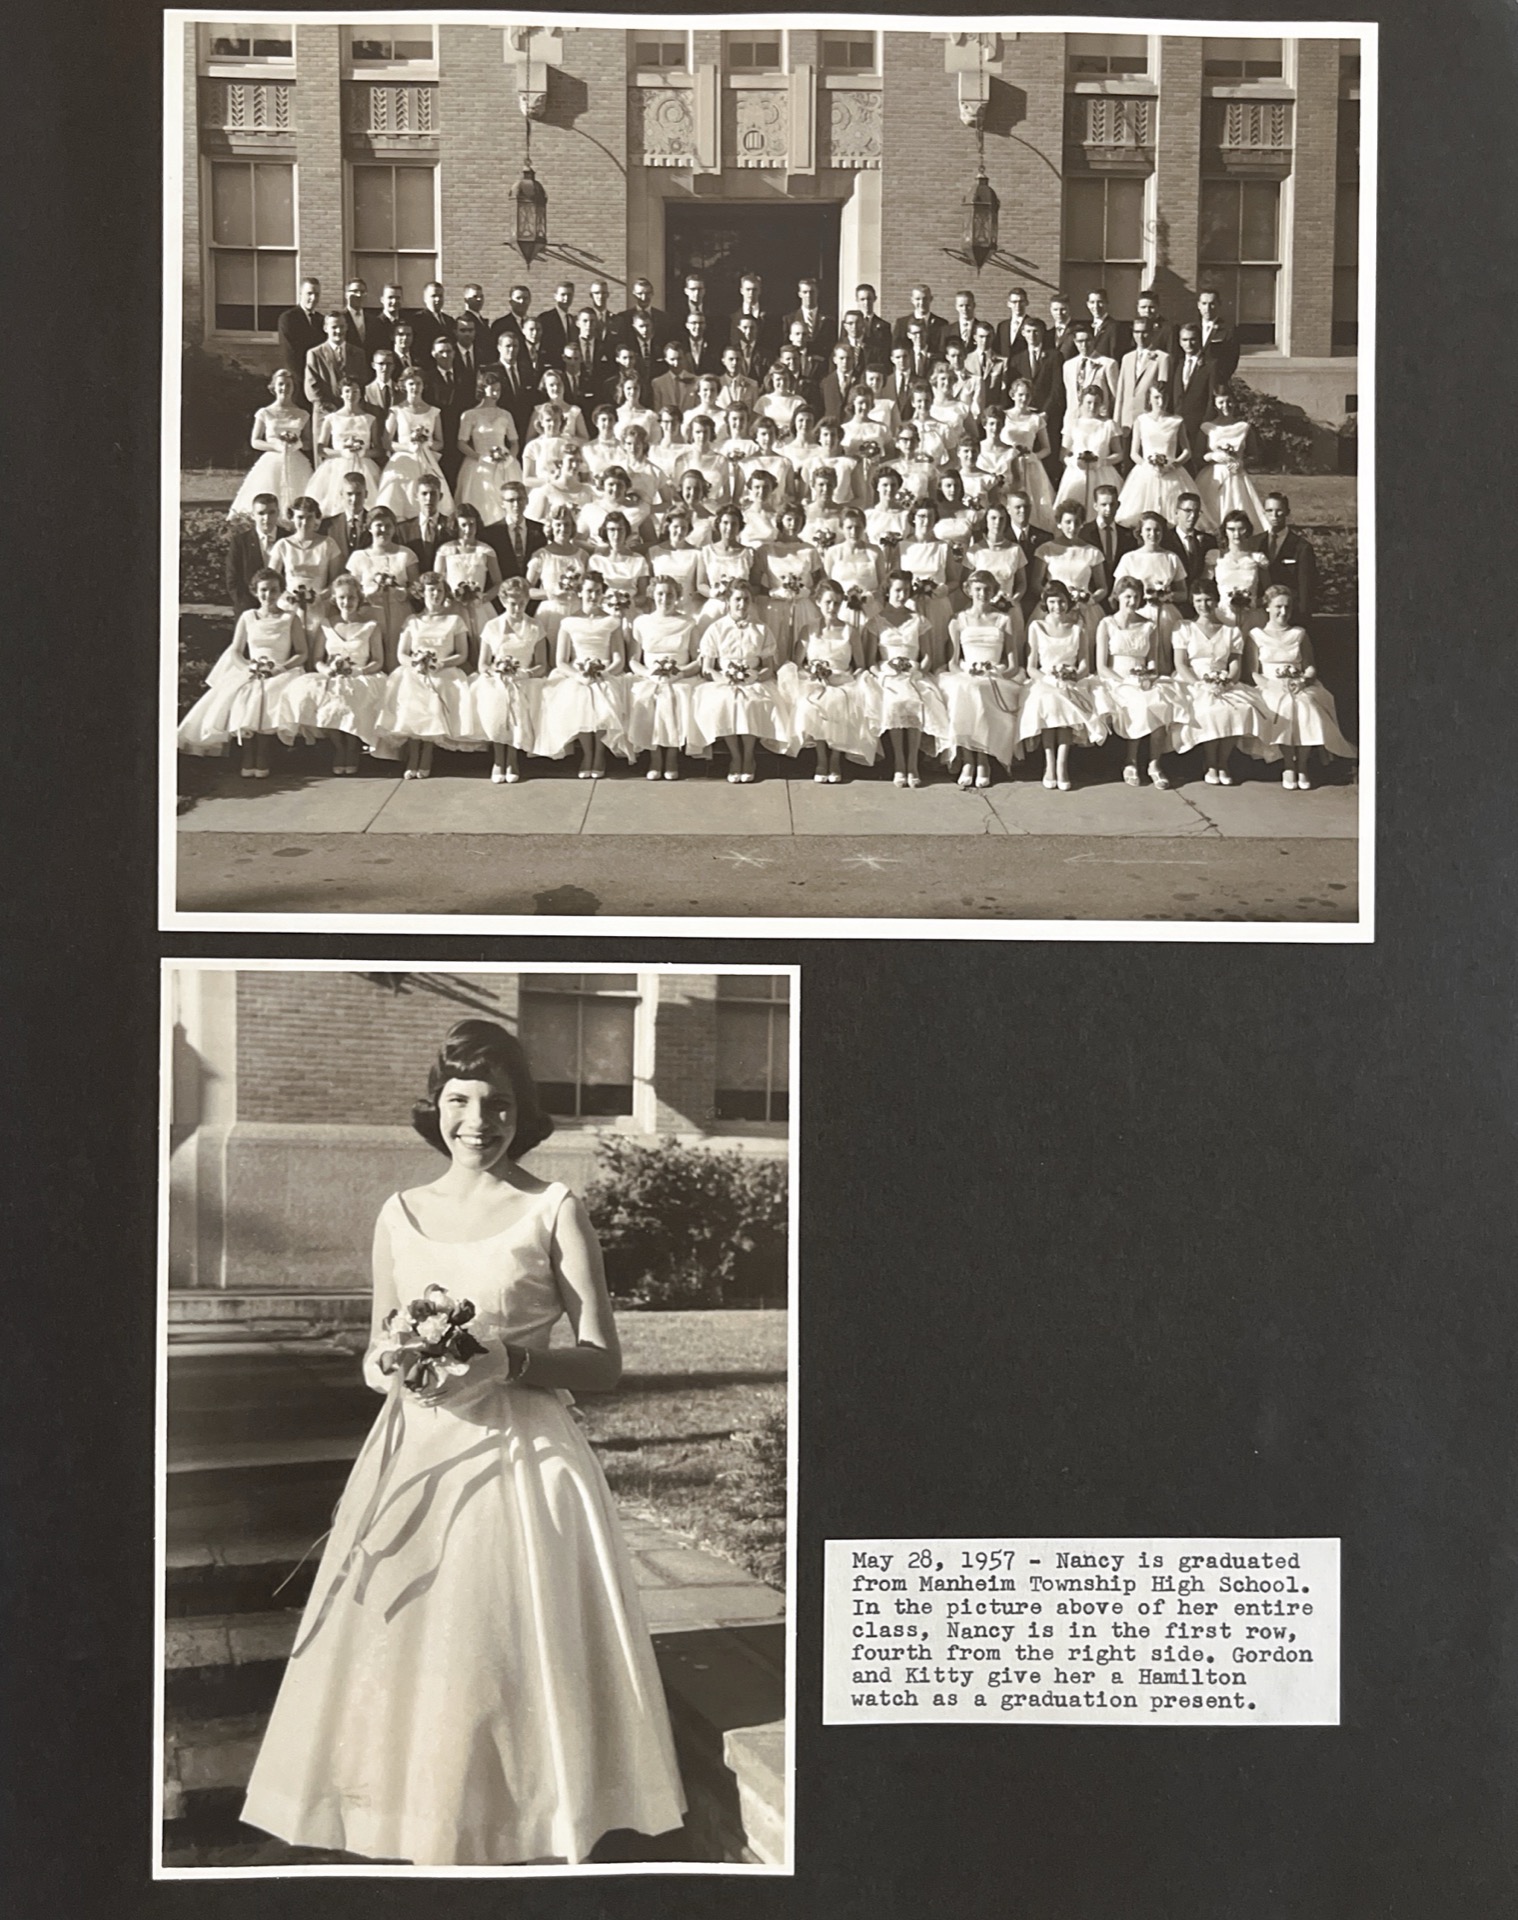 May 28, 1957 - Nancy is graduated
from Manheim Township High School.
In the picture above of her entire
class, Nancy is in the first row,
fourth from the right side. Gordon
and Kitty give her a Hamilton
watch as a graduation present.